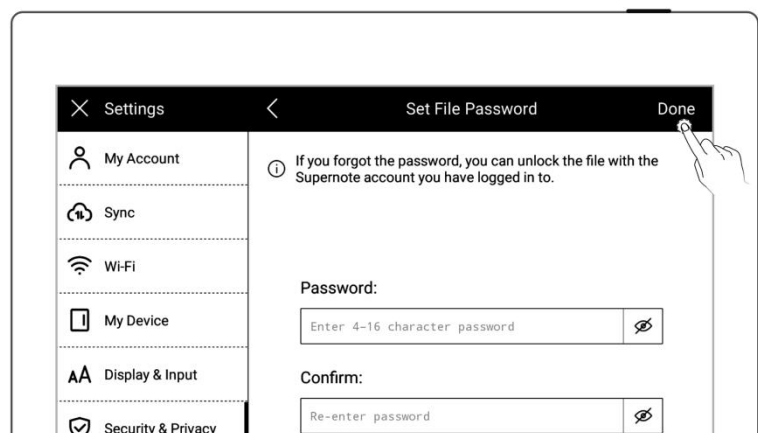 Settings
Set File Password
Done
My Account
Sync
Wi-Fi
My Device
Display & Input
Security & Privacy
If you forgot the password, you can unlock the file with the
Supernote account you have logged in to.
Password:
Enter 4-16 character password
Confirm:
Re-enter password